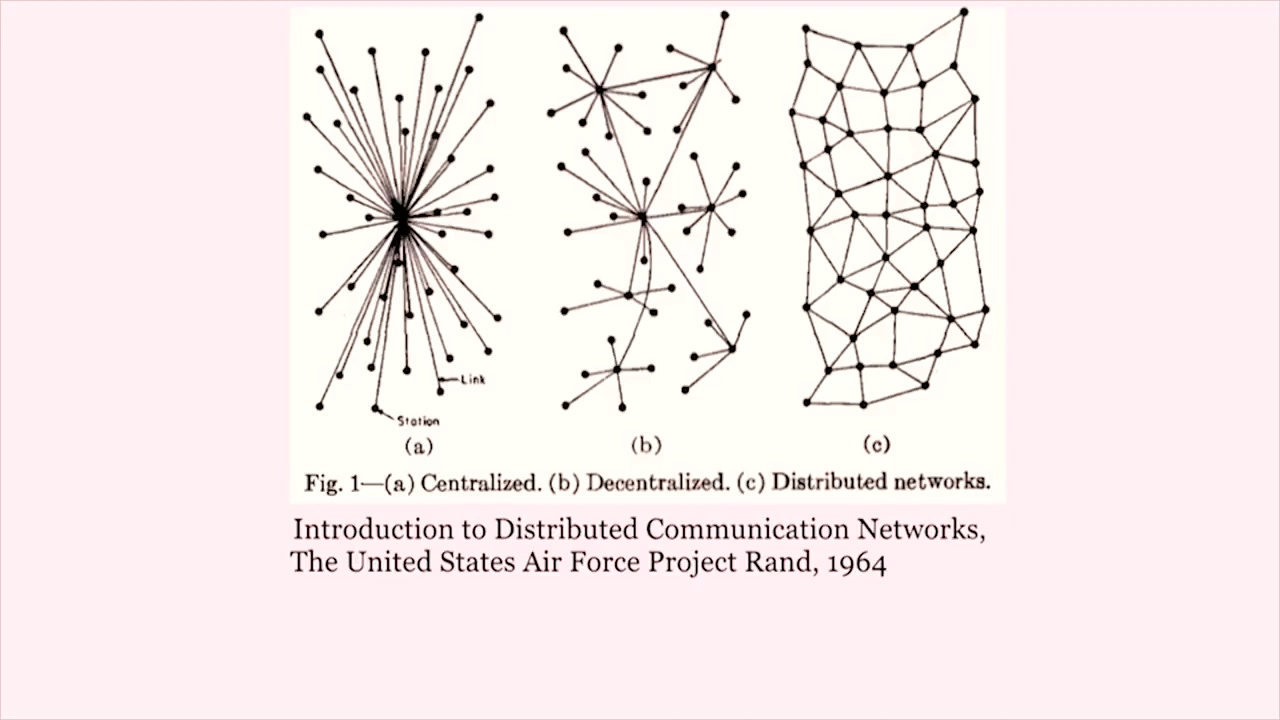 Link
Station
(a)
(b)
(c)
Fig. 1—(a) Centralized. (b) Decentralized. (c) Distributed networks.
Introduction to Distributed Communication Networks,
The United States Air Force Project Rand, 1964